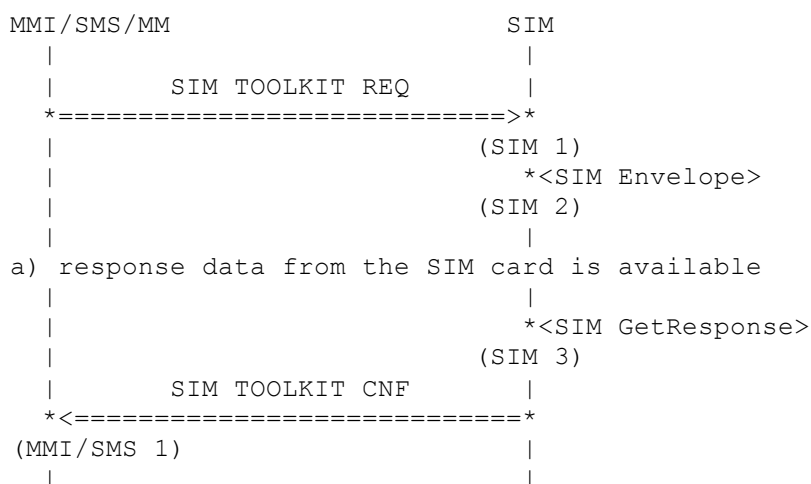 MMI/SMS/MM                     SIM
  |                             |
  |       SIM TOOLKIT REQ       |
  *============================>*
  |                          (SIM 1)
  |                             *<SIM Envelope>
  |                          (SIM 2)
  |                             |
a) response data from the SIM card is available
  |                             |
  |                             *<SIM GetResponse>
  |                          (SIM 3)
  |       SIM TOOLKIT CNF       |
  *<============================*
(MMI/SMS 1)                     |
  |                             |